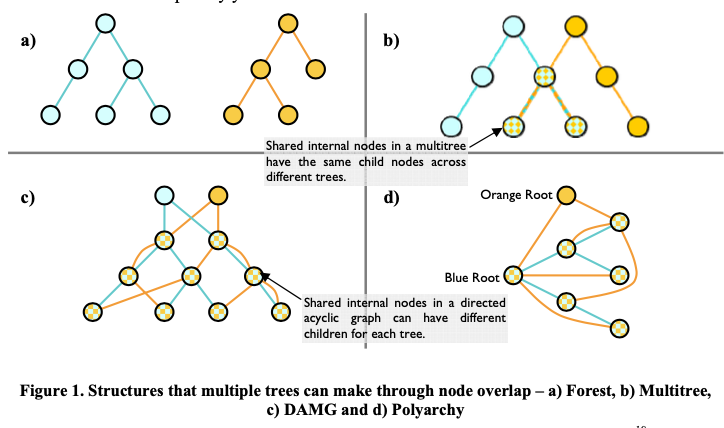 a)
b)
Shared internal nodes in a multitree
have the same child nodes across
different trees.
c)
d)
Orange Root
Blue Root
Shared internal nodes in a directed
acyclic graph can have different
children for each tree.
Figure 1. Structures that multiple trees can make through node overlap – a) Forest, b) Multitree,
c) DAMG and d) Polyarchy